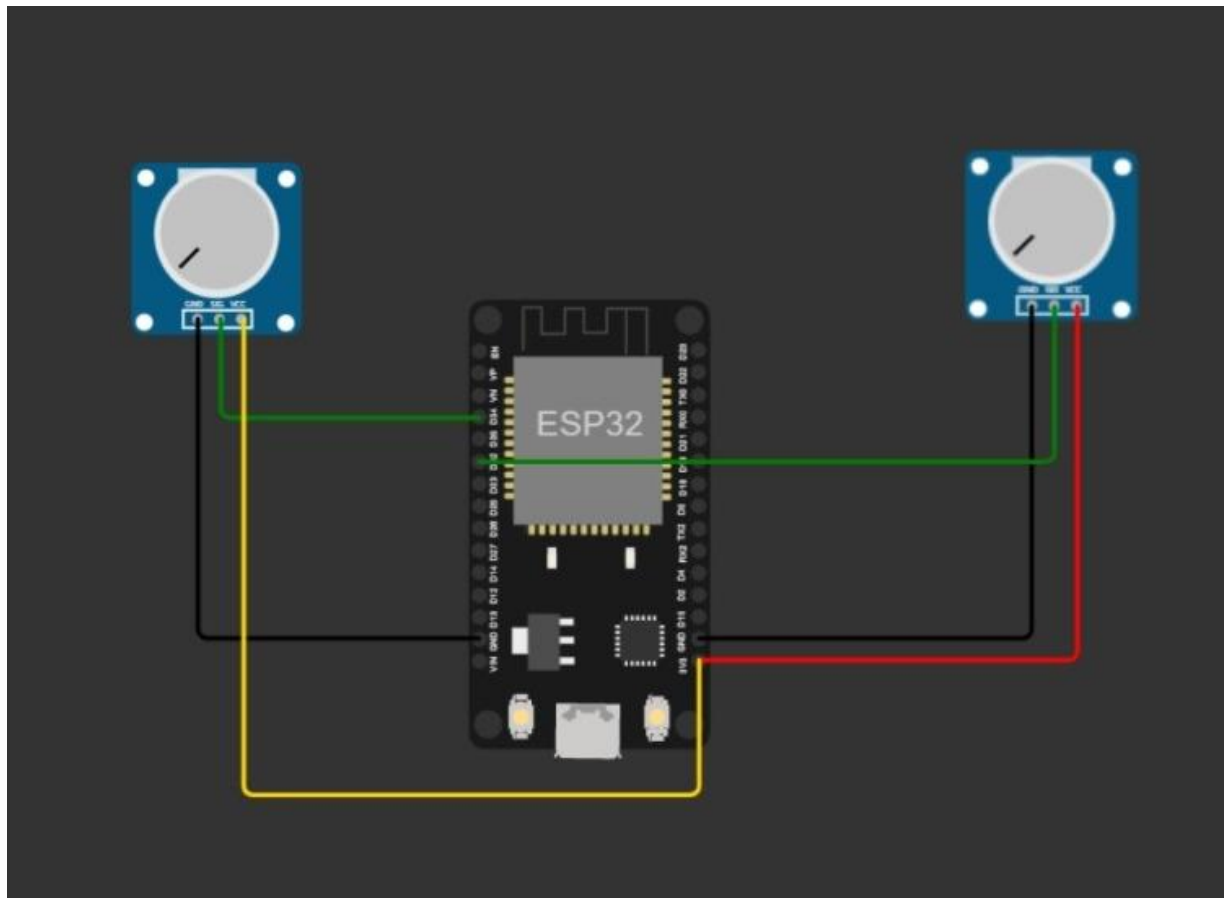 GND SIG VCC
GND SIG VCC
ESP32
EN
VP
VN
D34
D35
D32
D33
D25
D26
D27
D14
D12
D13
GND
VIN
D23
D22
TX0
RX0
D21
D19
D18
D5
TX2
RX2
D4
D2
D15
GND
3V3